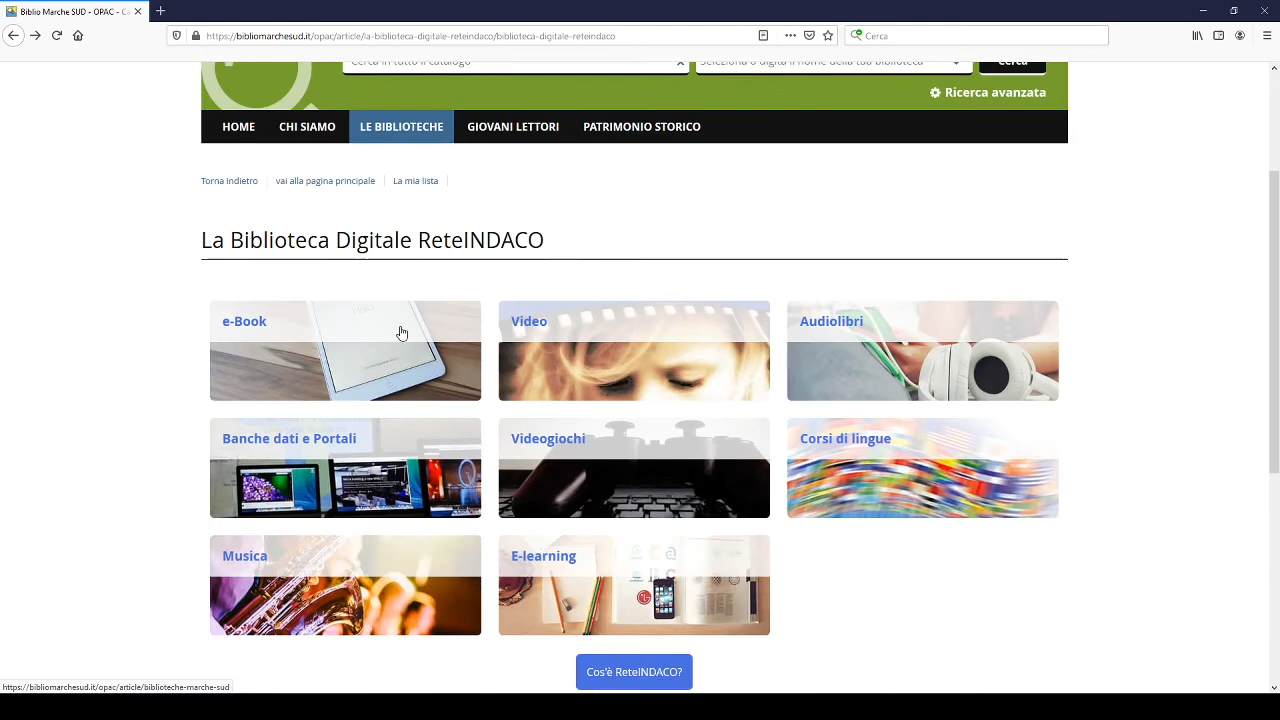 Biblio Marche SUD - OPAC - Ca
https://bibliomarchesud.it/opac/article/la-biblioteca-digitale-reteindaco/biblioteca-digitale-reteindaco
Cerca
Cerca in tutto il catalogo
Seleziona o digita il nome della tua biblioteca
Cerca
Ricerca avanzata
HOME
CHI SIAMO
LE BIBLIOTECHE
GIOVANI LETTORI
PATRIMONIO STORICO
Torna indietro
vai alla pagina principale
La mia lista
La Biblioteca Digitale ReteINDACO
e-Book
Video
Audiolibri
Banche dati e Portali
Videogiochi
Corsi di lingue
Musica
E-learning
Cos'è ReteINDACO?
https://bibliomarchesud.it/opac/article/biblioteche-marche-sud